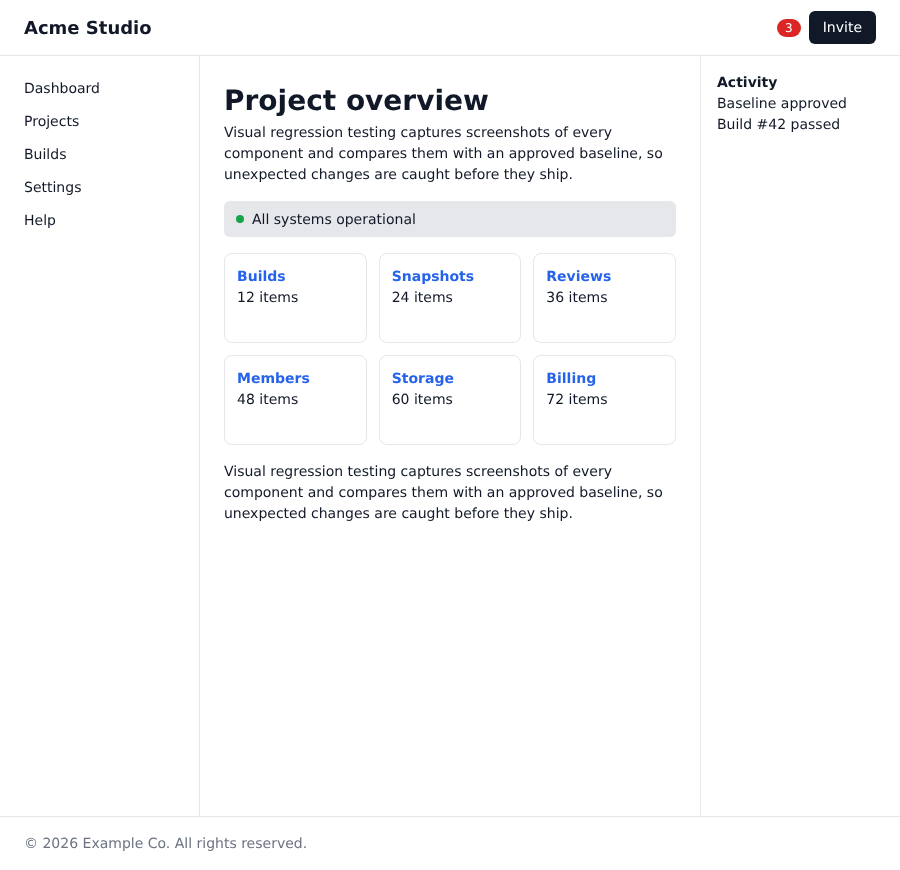 Acme Studio
3
Invite
Dashboard
Projects
Builds
Settings
Help
Project overview
Visual regression testing captures screenshots of every
component and compares them with an approved baseline, so
unexpected changes are caught before they ship.
All systems operational
Builds
12 items
Snapshots
24 items
Reviews
36 items
Members
48 items
Storage
60 items
Billing
72 items
Visual regression testing captures screenshots of every
component and compares them with an approved baseline, so
unexpected changes are caught before they ship.
Activity
Baseline approved
Build #42 passed
© 2026 Example Co. All rights reserved.